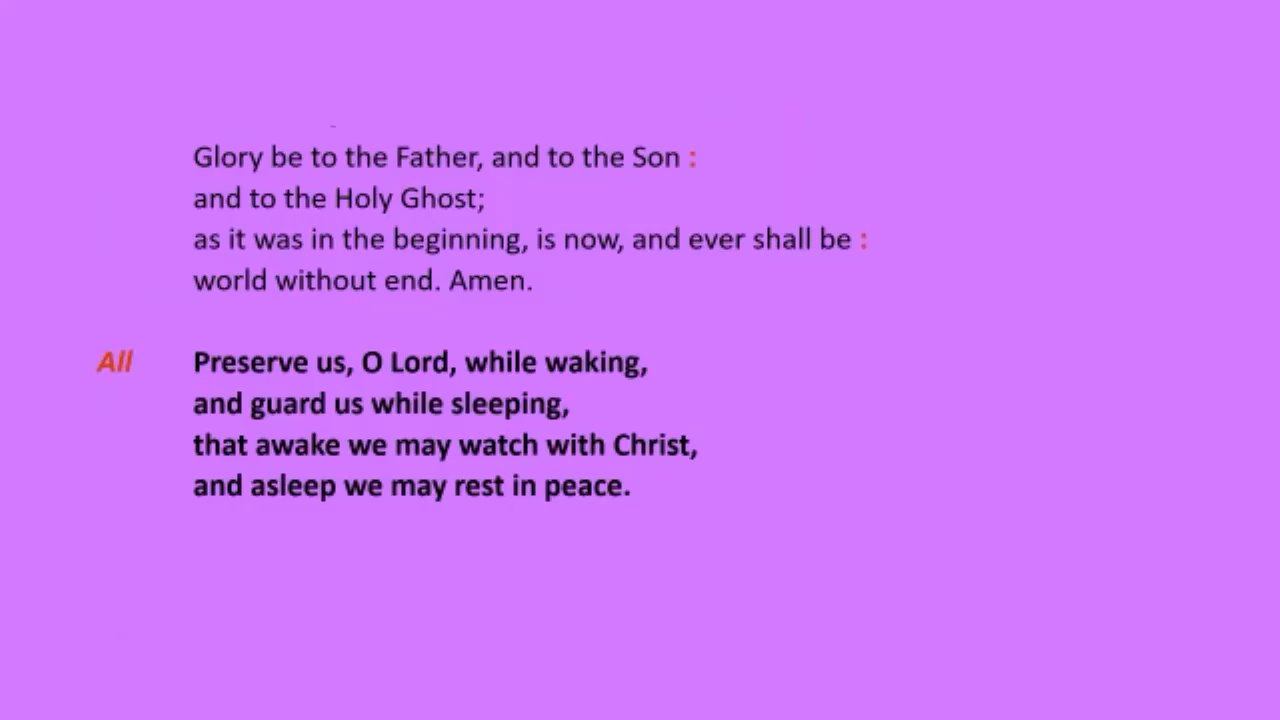 Glory be to the Father, and to the Son :
and to the Holy Ghost;
as it was in the beginning, is now, and ever shall be :
world without end. Amen.
All Preserve us, O Lord, while waking,
and guard us while sleeping,
that awake we may watch with Christ,
and asleep we may rest in peace.